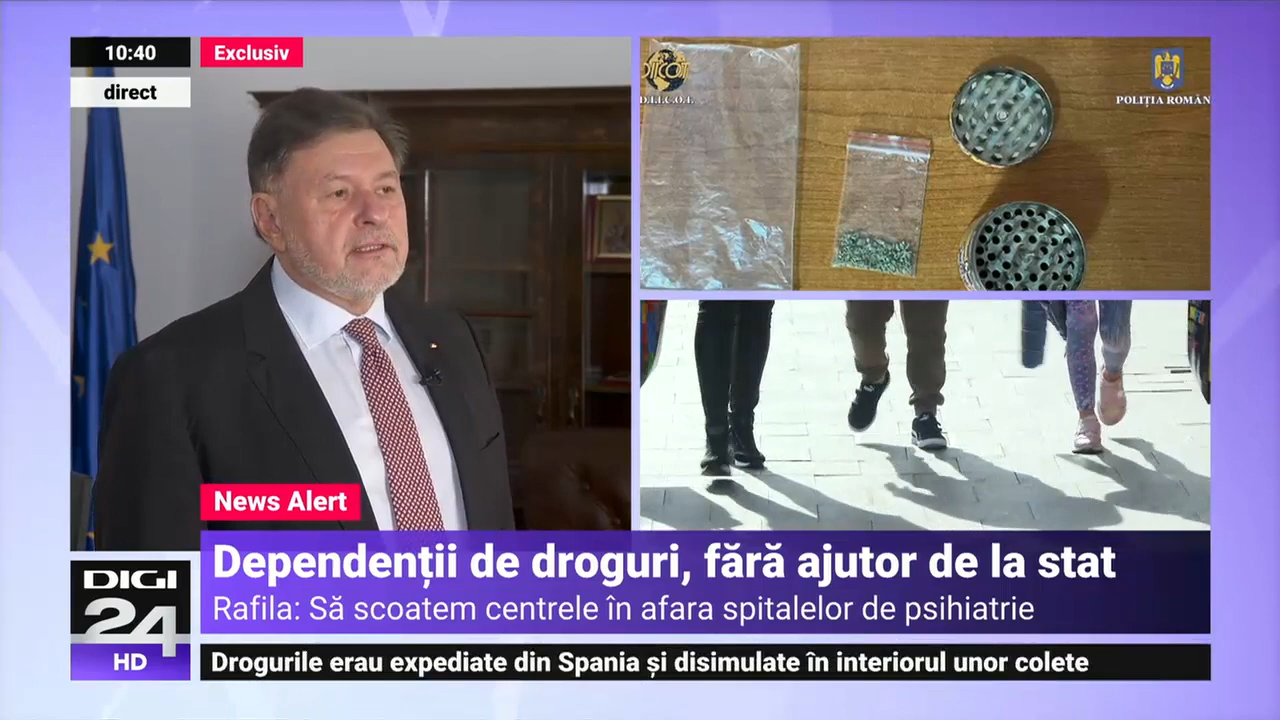 10:40
Exclusiv
direct
D.I.I.C.O.T.
POLIȚIA ROMÂN
News Alert
Dependenții de droguri, fără ajutor de la stat
Rafila: Să scoatem centrele în afara spitalelor de psihiatrie
DIGI
24
HD
Drogurile erau expediate din Spania și disimulate în interiorul unor colete